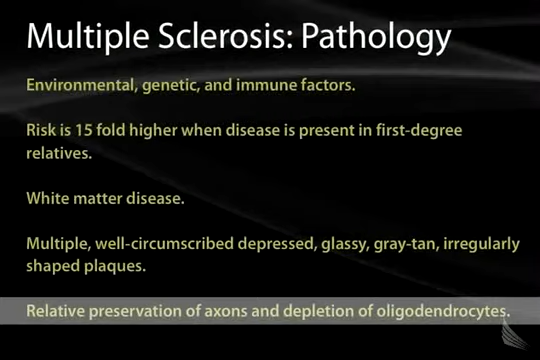 Multiple Sclerosis: Pathology
Environmental, genetic, and immune factors.
Risk is 15 fold higher when disease is present in first-degree
relatives.
White matter disease.
Multiple, well-circumscribed depressed, glassy, gray-tan, irregularly
shaped plaques.
Relative preservation of axons and depletion of oligodendrocytes.